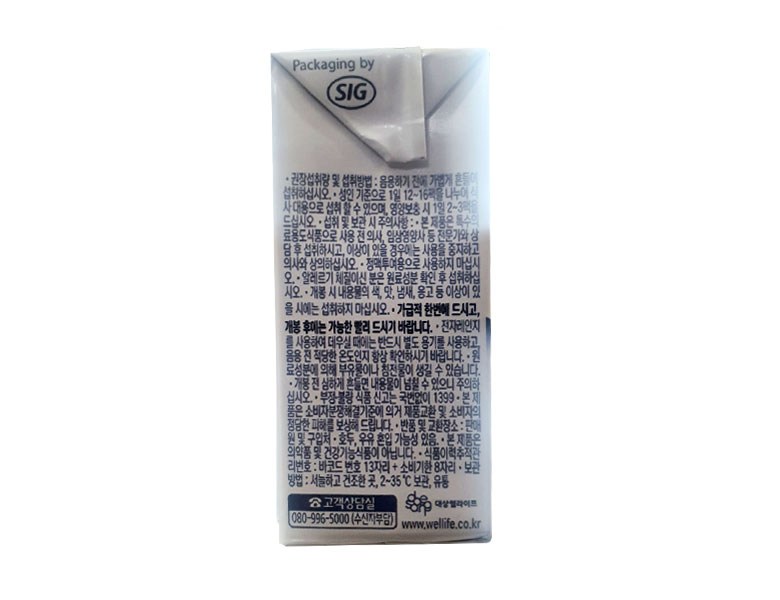 Packaging by
SIG
• 권장섭취량 및 섭취방법 : 음용하기 전에 가볍게 흔들어
섭취하십시오. • 성인 기준으로 1일 12~16팩을 나누어 식
사대용으로 섭취 할 수 있으며, 영양보충 시 1일 2~3팩을
드십시오. • 섭취 및 보관 시 주의사항: • 본 제품은 특수의
료용도식품으로 사용 전 의사, 임상영양사 등 전문가와 상
담 후 섭취하시고, 이상이 있을 경우에는 사용을 중지하고
의사와 상의하십시오. • 정맥투여용으로 사용하지 마십시
오. • 알레르기 체질이신 분은 원료성분 확인 후 섭취하십
시오. • 개봉 시 내용물의 색, 맛, 냄새, 응고 등 이상이 있
을 시에는 섭취하지 마십시오. • 가급적 한번에 드시고,
개봉 후에는 가능한 빨리 드시기 바랍니다. • 전자레인지
를 사용하여 데우실 때에는 반드시 별도 용기를 사용하고,
음용 전 적당한 온도인지 항상 확인하시기 바랍니다. • 원
료성분에 의해 부유물이나 침전물이 생길 수 있습니다.
• 개봉 전 심하게 흔들면 내용물이 넘칠 수 있으니 주의하
십시오. • 부정·불량 식품 신고는 국번없이 1399 • 본 제
품은 소비자분쟁해결기준에 의거 제품교환 및 소비자의
정당한 피해를 보상해 드립니다. • 반품 및 교환장소 : 판매
원 및 구입처 • 호두, 우유 혼입 가능성 있음. • 본 제품은
의약품 및 건강기능식품이 아닙니다. • 식품이력추적관
리번호 : 바코드 번호 13자리 + 소비기한 8자리 • 보관
방법 : 서늘하고 건조한 곳, 2~35℃ 보관, 유통
고객상담실
080-996-5000 (수신자부담)
대상웰라이프
www.wellife.co.kr